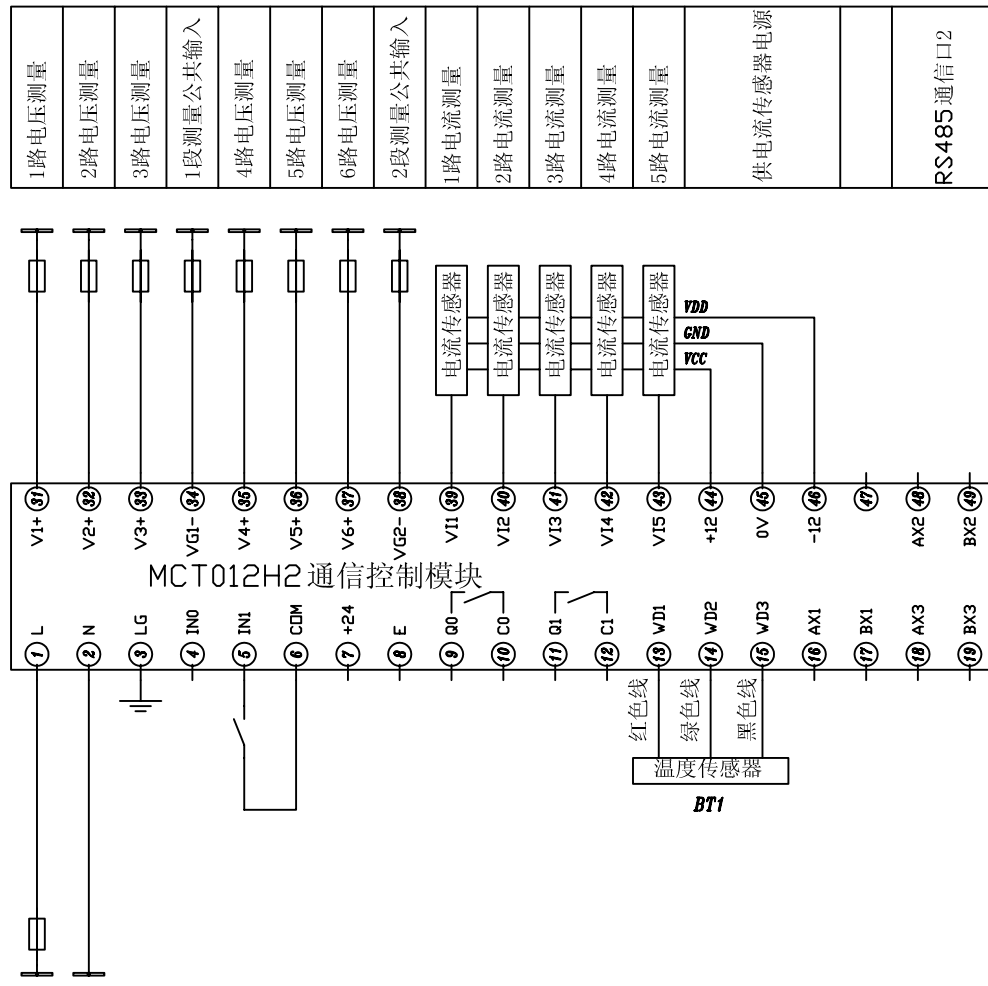 1路电压测量
2路电压测量
3路电压测量
1段测量公共输入
4路电压测量
5路电压测量
6路电压测量
2段测量公共输入
1路电流测量
2路电流测量
3路电流测量
4路电流测量
5路电流测量
供电流传感器电源
RS485通信口2
电流传感器
电流传感器
电流传感器
电流传感器
电流传感器
VDD
GND
VCC
31
32
33
34
35
36
37
38
39
40
41
42
43
44
45
46
47
48
49
V1+
V2+
V3+
VG1-
V4+
V5+
V6+
VG2-
VI1
VI2
VI3
VI4
VI5
+12
0V
-12
AX2
BX2
MCT012H2通信控制模块
L
N
LG
IN0
IN1
COM
+24
E
Q0
C0
Q1
C1
WD1
WD2
WD3
AX1
BX1
AX3
BX3
1
2
3
4
5
6
7
8
9
10
11
12
13
14
15
16
17
18
19
红色线
绿色线
黑色线
温度传感器
BT1